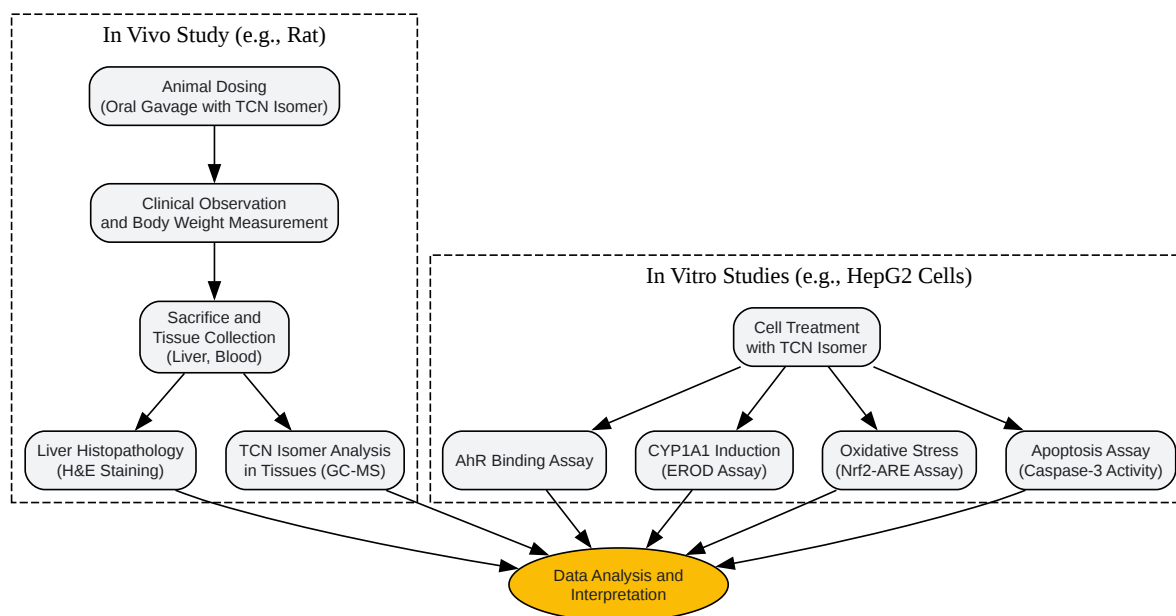 In Vivo Study (e.g., Rat)
Animal Dosing
(Oral Gavage with TCN Isomer)
Clinical Observation
and Body Weight Measurement
Sacrifice and
Tissue Collection
(Liver, Blood)
Liver Histopathology
(H&E Staining)
TCN Isomer Analysis
in Tissues (GC-MS)
In Vitro Studies (e.g., HepG2 Cells)
Cell Treatment
with TCN Isomer
AhR Binding Assay
CYP1A1 Induction
(EROD Assay)
Oxidative Stress
(Nrf2-ARE Assay)
Apoptosis Assay
(Caspase-3 Activity)
Data Analysis and
Interpretation